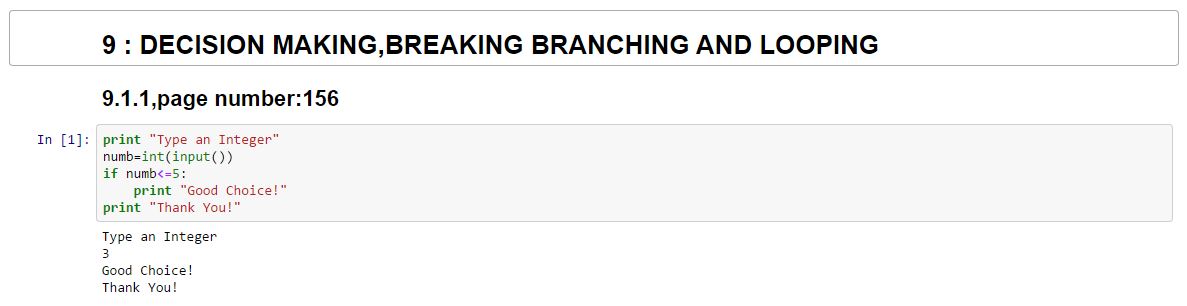 9 : DECISION MAKING,BREAKING BRANCHING AND LOOPING
9.1.1,page number:156
In [1]: print "Type an Integer"
numb=int(input())
if numb<=5:
    print "Good Choice!"
print "Thank You!"
Type an Integer
3
Good Choice!
Thank You!